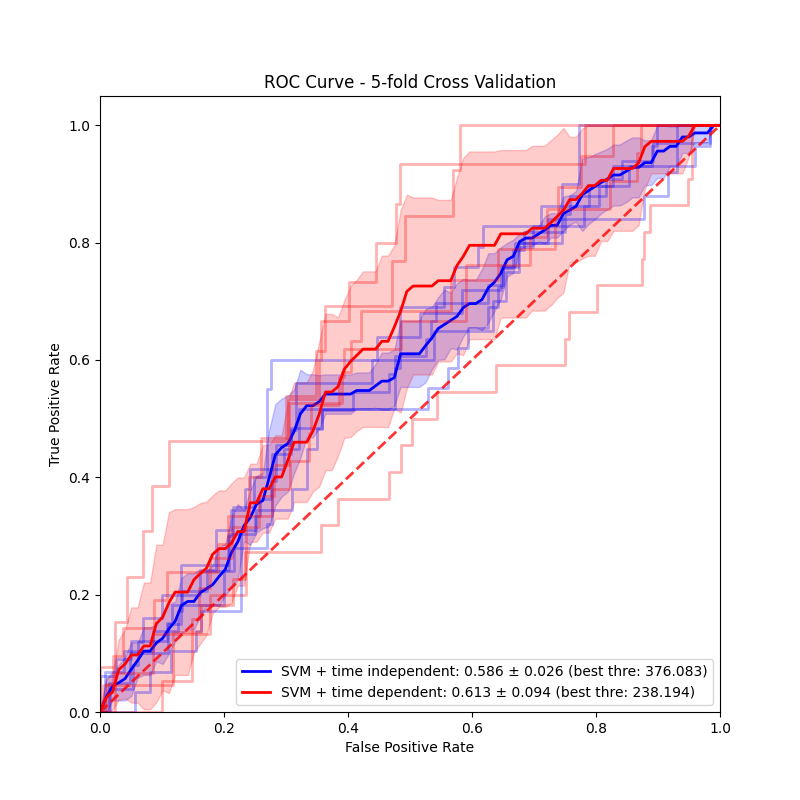 ROC Curve - 5-fold Cross Validation
True Positive Rate
1.0
0.8
0.6
0.4
0.2
0.0
SVM + time independent: 0.586 ± 0.026 (best thre: 376.083)
SVM + time dependent: 0.613 ± 0.094 (best thre: 238.194)
0.0 0.2 0.4 0.6 0.8 1.0
False Positive Rate